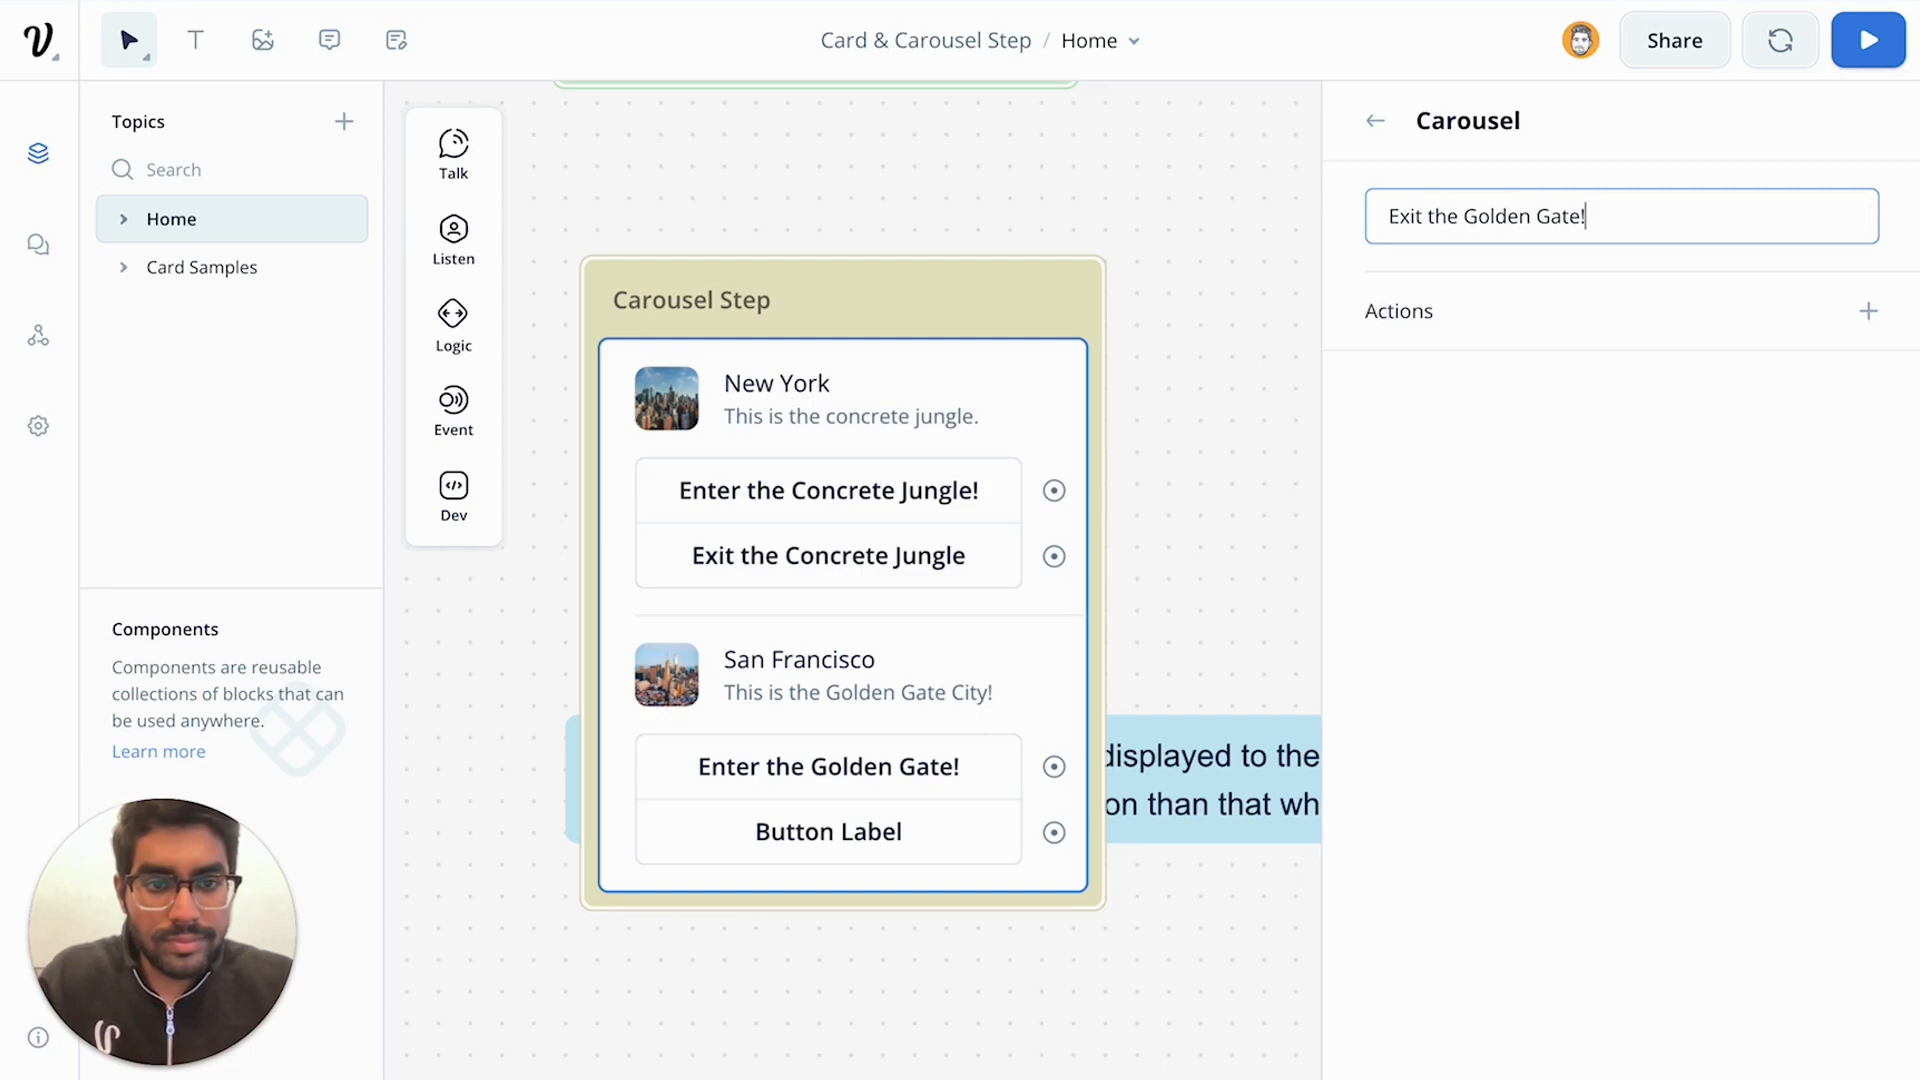 Card & Carousel Step / Home
Share
Topics
Search
Home
Card Samples
Talk
Listen
Logic
Event
Dev
Components
Components are reusable
collections of blocks that can
be used anywhere.
Learn more
Carousel Step
New York
This is the concrete jungle.
Enter the Concrete Jungle!
Exit the Concrete Jungle
San Francisco
This is the Golden Gate City!
Enter the Golden Gate!
Button Label
displayed to the
on than that wh
Carousel
Exit the Golden Gate!
Actions